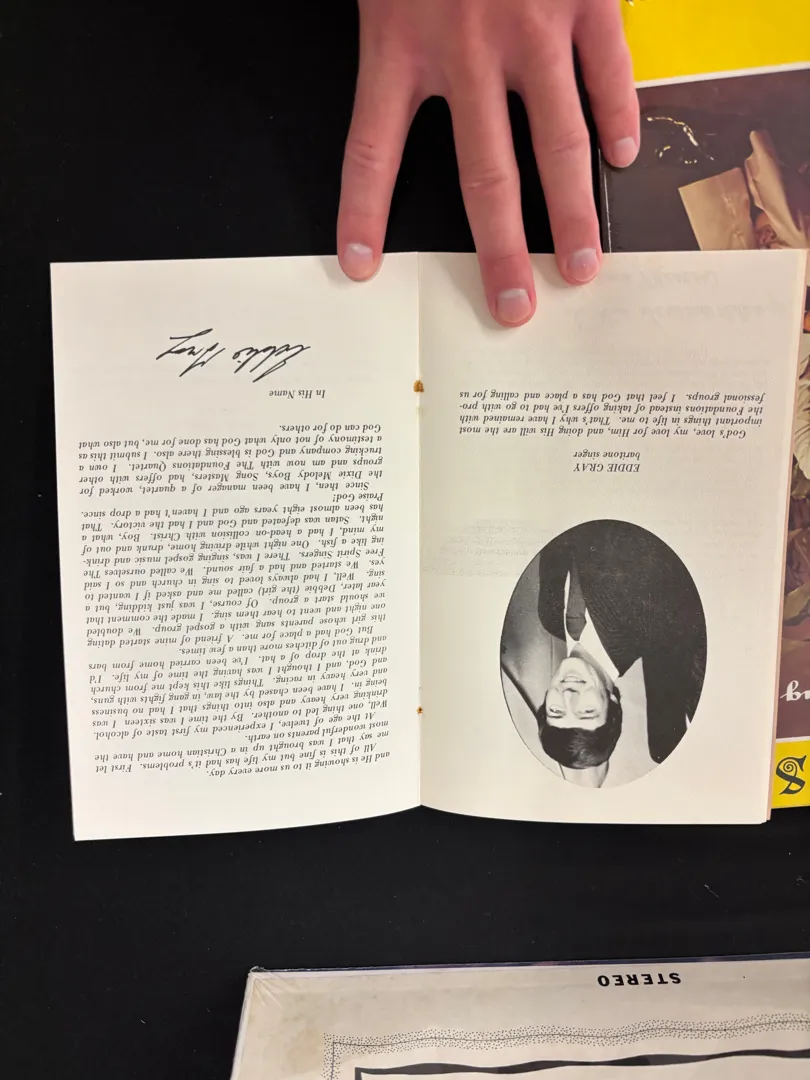 EDDIE GRAY
baritone singer
God's love, my love for Him, and doing His will are the most
important things in life to me. That's why I have remained with
the Foundations instead of taking offers I've had to go with pro-
fessional groups. I feel that God has a place and calling for us
and He is showing it to us more every day.
All of this is fine but my life has had it's problems. First let
me say that I was brought up in a Christian home and have the
most wonderful parents on earth.
At the age of twelve, I experienced my first taste of alcohol.
Well, one thing led to another. By the time I was sixteen I was
drinking very heavy and also into things that I had no business
being in. I have been chased by the law, in gang fights with guns,
and very heavy in racing. Things like this kept me from church
and God, and I thought I was having the time of my life. I'd
drink at the drop of a hat. I've been carried home from bars
and drug out of ditches more than a few times.
But God had a place for me. A friend of mine started dating
this girl whose parents sang with a gospel group. We doubled
one night and went to hear them sing. I made the comment that
we should start a group. Of course, I was just kidding, but a
year later, Debbie (the girl) called me and asked if I wanted to
sing. Well, I had always loved to sing in church and so I said
yes. We started and had a fair sound. We called ourselves The
Free Spirit Singers. There I was, singing gospel music and drink-
ing like a fish. One night while driving home, drunk and out of
my mind, I had a head-on collision with Christ. Boy, what a
night. Satan was defeated and God and I had the victory. That
has been almost eight years ago and I haven't had a drop since.
Praise God!
Since then, I have been manager of a quartet, worked for
the Dixie Melody Boys, Song Masters, had offers with other
groups and am now with The Foundations Quartet. I own a
trucking company and God is blessing there also. I submit this as
a testimony of not only what God has done for me, but also what
God can do for others.
In His Name
Eddie Gray
STEREO